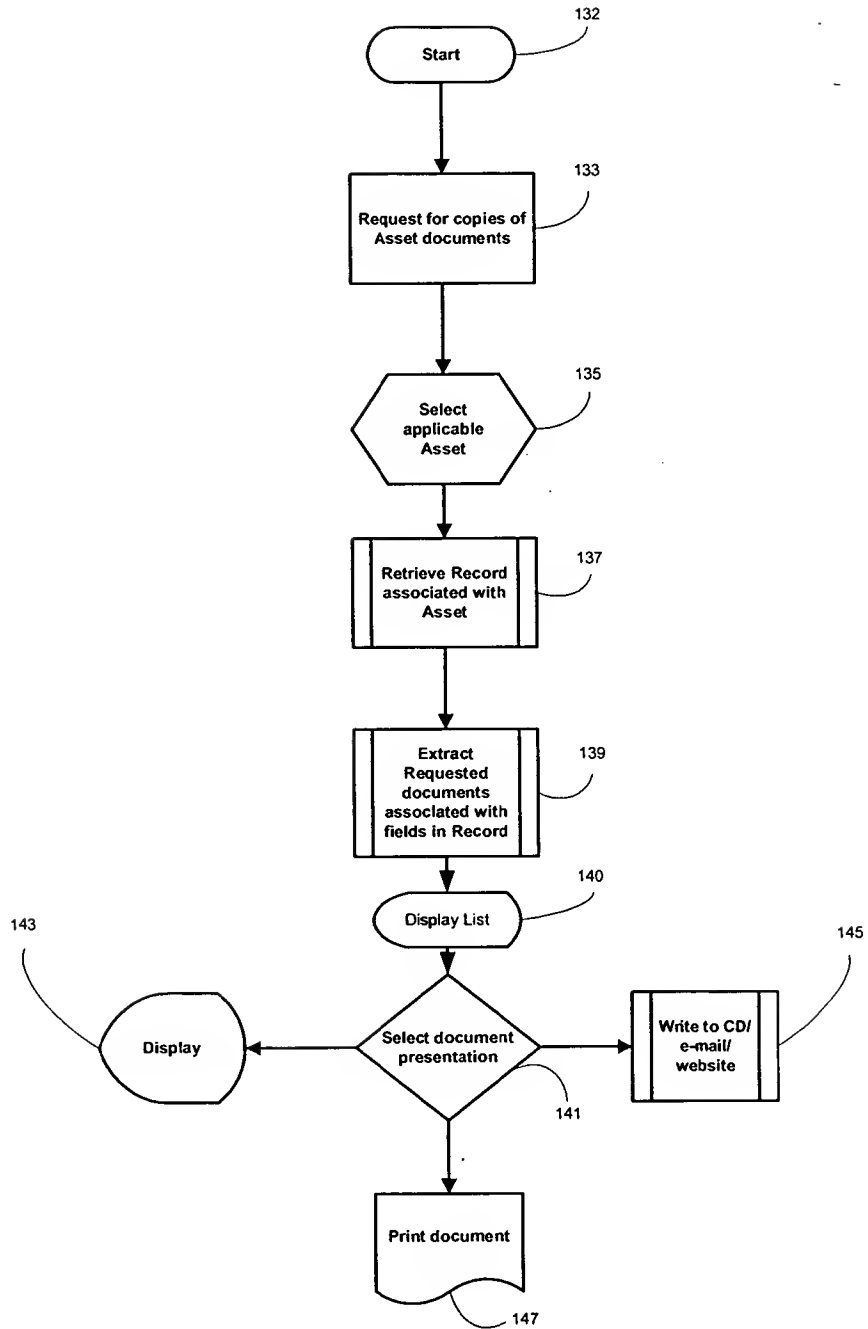 132
Start
133
Request for copies of
Asset documents
135
Select
applicable
Asset
137
Retrieve Record
associated with
Asset
139
Extract
Requested
documents
associated with
fields in Record
140
Display List
143
145
Display
Select document
presentation
Write to CD/
e-mail/
website
141
Print document
147